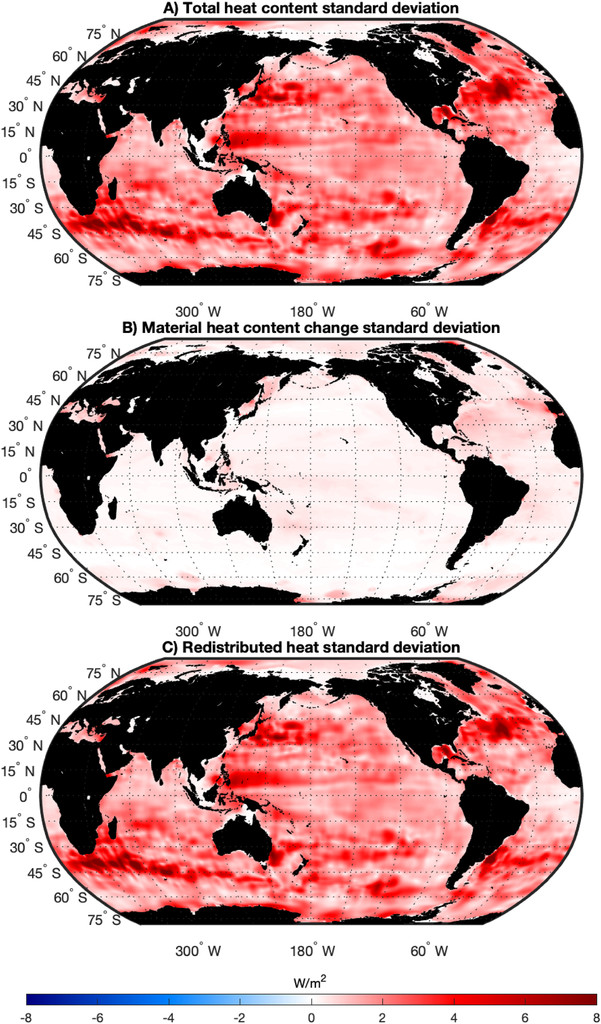 A) Total heat content standard deviation
75° N
60° N
45° N
30° N
15° N
0°
15° S
30° S
45° S
60° S
75° S
300° W 180° W 60° W
B) Material heat content change standard deviation
75° N
60° N
45° N
30° N
15° N
0°
15° S
30° S
45° S
60° S
75° S
300° W 180° W 60° W
C) Redistributed heat standard deviation
75° N
60° N
45° N
30° N
15° N
0°
15° S
30° S
45° S
60° S
75° S
300° W 180° W 60° W
W/m²
-8 -6 -4 -2 0 2 4 6 8